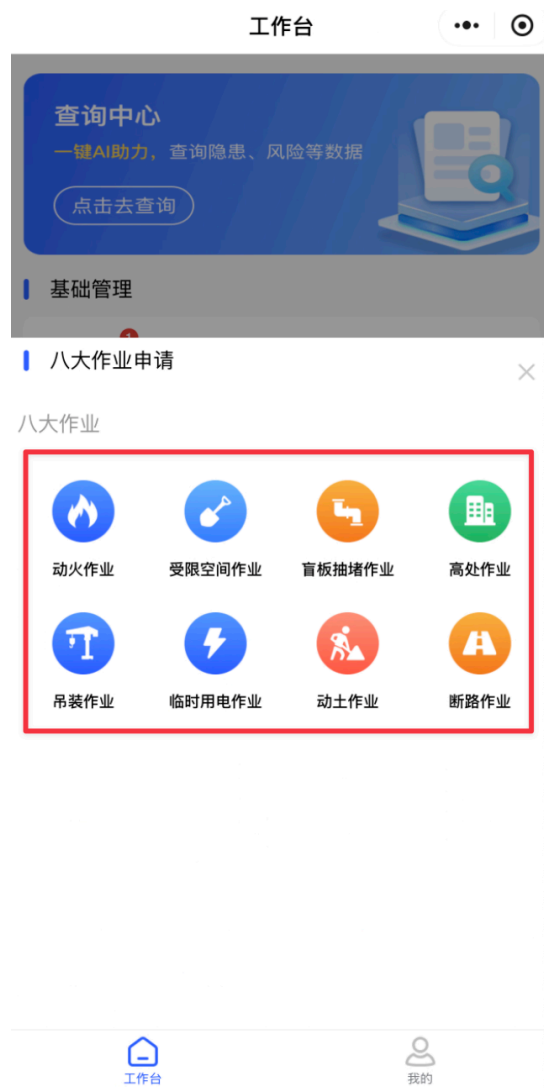 工作台
查询中心
一键AI助力，查询隐患、风险等数据
点击去查询
基础管理
1
八大作业申请
八大作业
动火作业 受限空间作业 盲板抽堵作业 高处作业
吊装作业 临时用电作业 动土作业 断路作业
工作台 我的